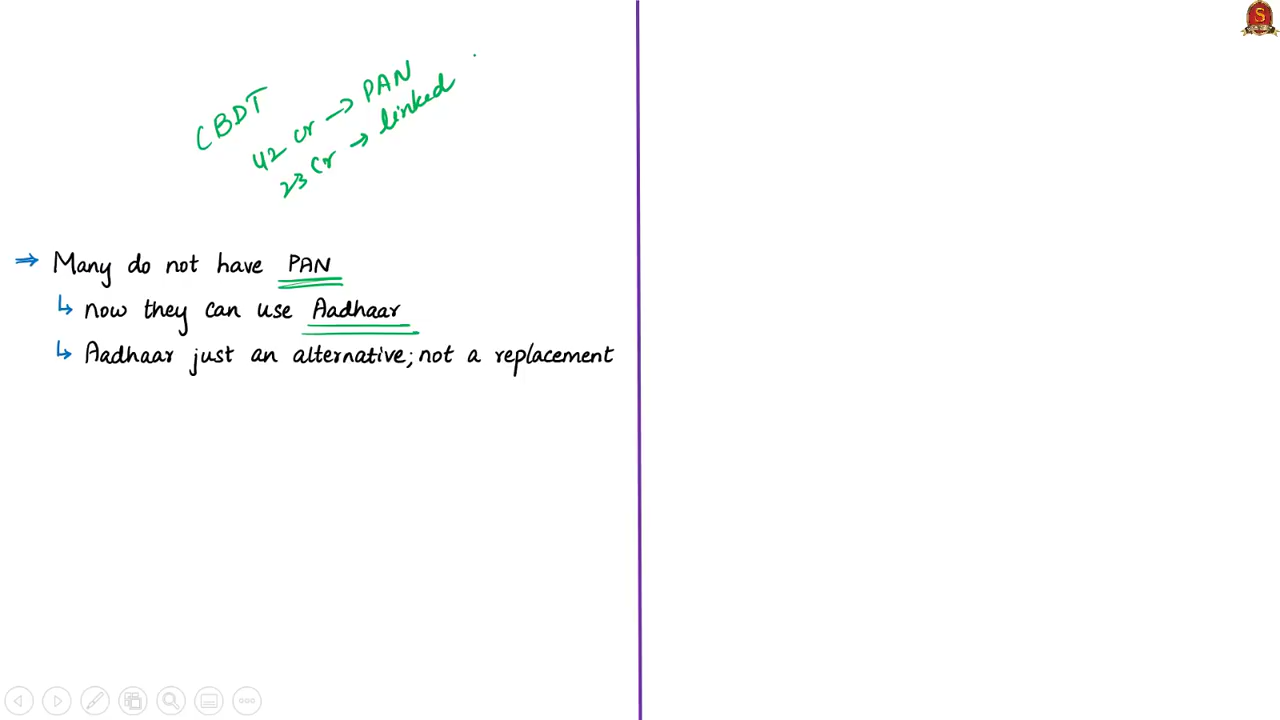 CBDT
42 cr → PAN
23 Cr → linked
⇒ Many do not have PAN
↳ now they can use Aadhaar
↳ Aadhaar just an alternative; not a replacement
S